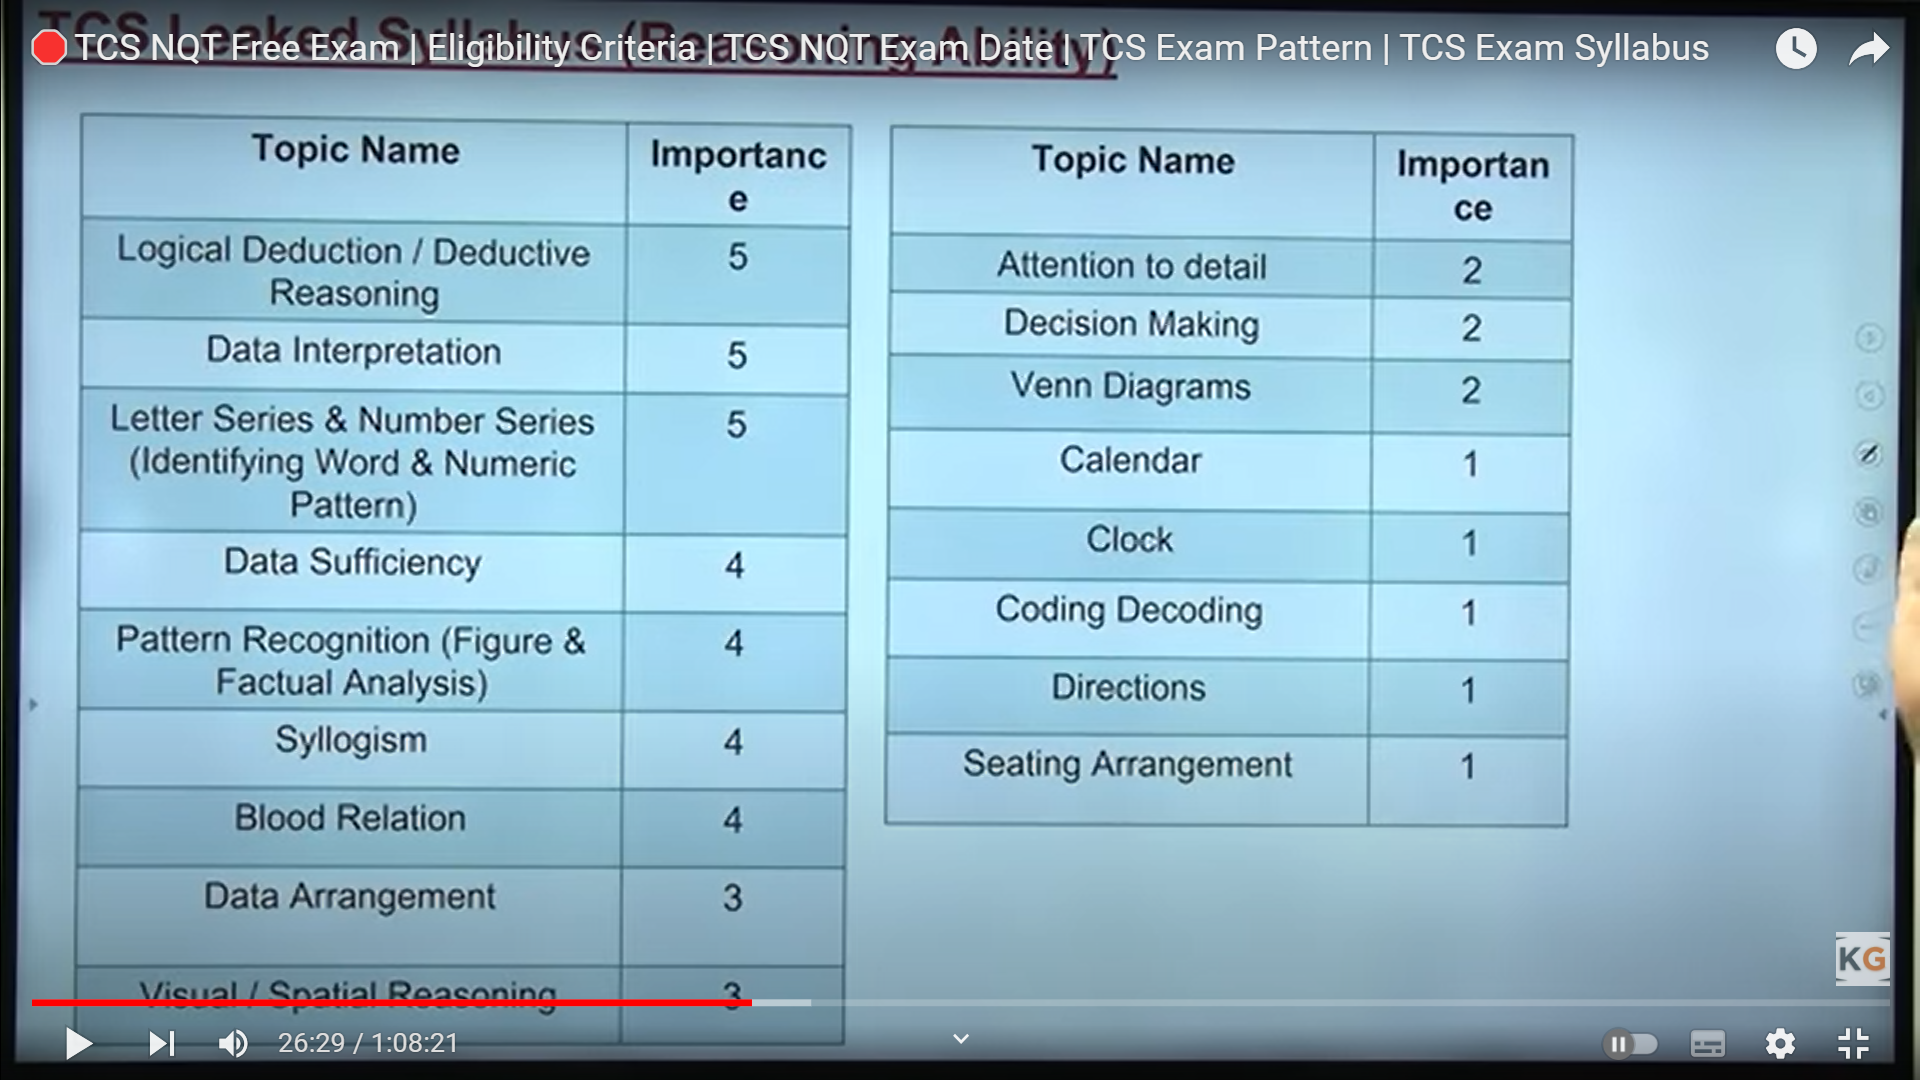 TCS Leaked Syllabus (Reasoning Ability)
TCS NQT Free Exam | Eligibility Criteria | TCS NQT Exam Date | TCS Exam Pattern | TCS Exam Syllabus
Topic Name
Importanc
e
Logical Deduction / Deductive
Reasoning
5
Data Interpretation
5
Letter Series & Number Series
(Identifying Word & Numeric
Pattern)
5
Data Sufficiency
4
Pattern Recognition (Figure &
Factual Analysis)
4
Syllogism
4
Blood Relation
4
Data Arrangement
3
Visual / Spatial Reasoning
3
Topic Name
Importan
ce
Attention to detail
2
Decision Making
2
Venn Diagrams
2
Calendar
1
Clock
1
Coding Decoding
1
Directions
1
Seating Arrangement
1
KG
26:29 / 1:08:21